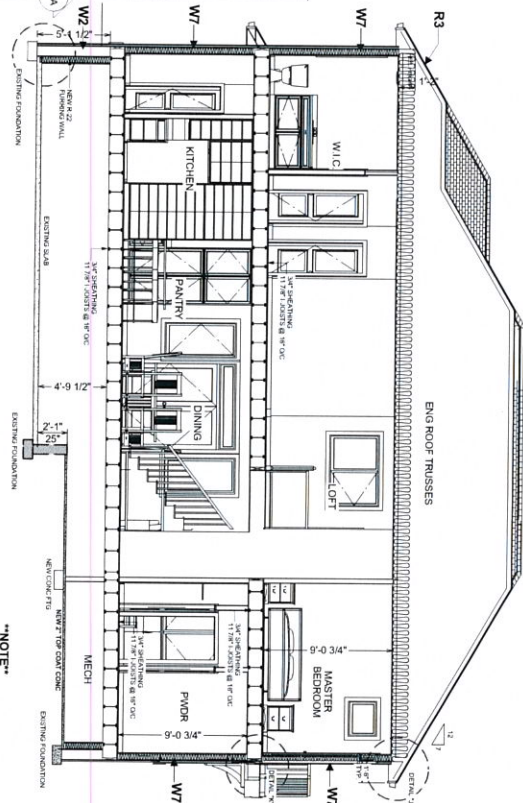 R3
W7
W7
W2
1'-2"
12
7
ENG ROOF TRUSSES
W.I.C
LOFT
9'-0 3/4"
MASTER
BEDROOM
1'-8"
TYP
DETAIL
3/4" SHEATHING
11 7/8" I JOISTS @ 16" O/C
3/4" SHEATHING
11 7/8" I JOISTS @ 16" O/C
KITCHEN
PANTRY
DINING
9'-0 3/4"
PWDR
DETAIL "K"
W7
W7
3/4" SHEATHING
11 7/8" I JOISTS @ 16" O/C
3/4" SHEATHING
11 7/8" I JOISTS @ 16" O/C
NEW R-22
FURRING WALL
EXISTING SLAB
4'-9 1/2"
2'-1"
25"
MECH
NEW 2" TOP COAT CONC
NEW CONC FTG
EXISTING FOUNDATION
EXISTING FOUNDATION
EXISTING FOUNDATION
**NOTE**